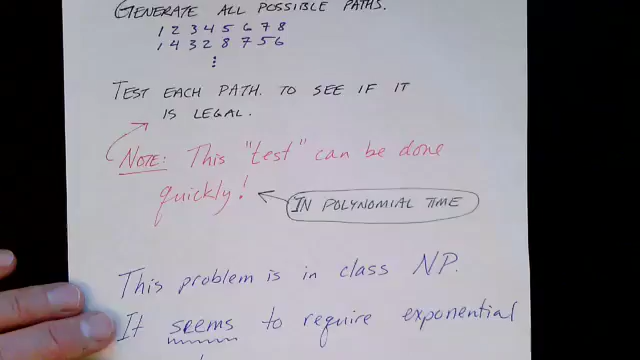 GENERATE ALL POSSIBLE PATHS.
1 2 3 4 5 6 7 8
1 4 3 2 8 7 5 6
⋮
TEST EACH PATH. TO SEE IF IT
IS LEGAL.
NOTE: This "test" can be done
quickly!
IN POLYNOMIAL TIME
This problem is in class NP.
It seems to require exponential